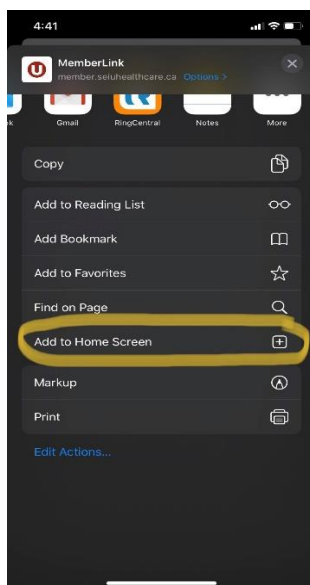 4:41
MemberLink
member.seiuhealthcare.ca Options >
Gmail RingCentral Notes More
Copy
Add to Reading List
Add Bookmark
Add to Favorites
Find on Page
Add to Home Screen
Markup
Print
Edit Actions...